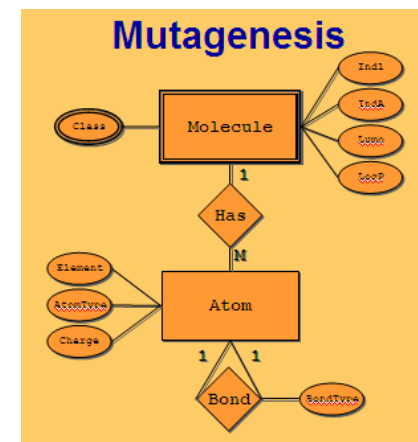 Mutagenesis
Ind1
Class
Molecule
IndA
Lumo
LogP
1
Has
M
Element
AtomType
Atom
Charge
1 1
Bond
BondType